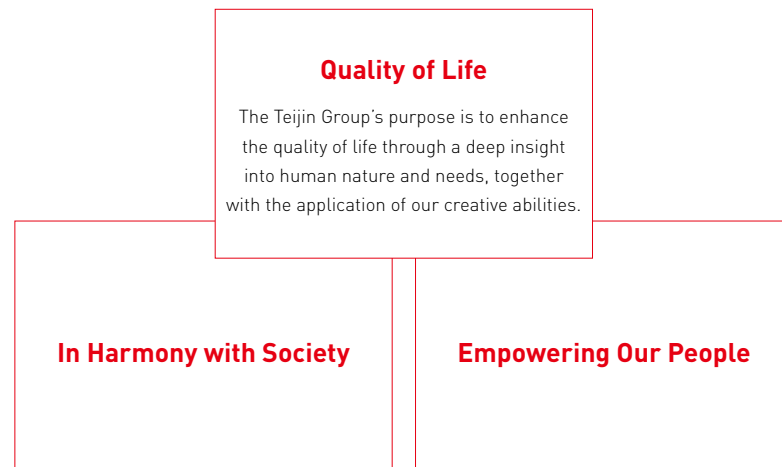 Quality of Life
The Teijin Group's purpose is to enhance
the quality of life through a deep insight
into human nature and needs, together
with the application of our creative abilities.
In Harmony with Society
Empowering Our People